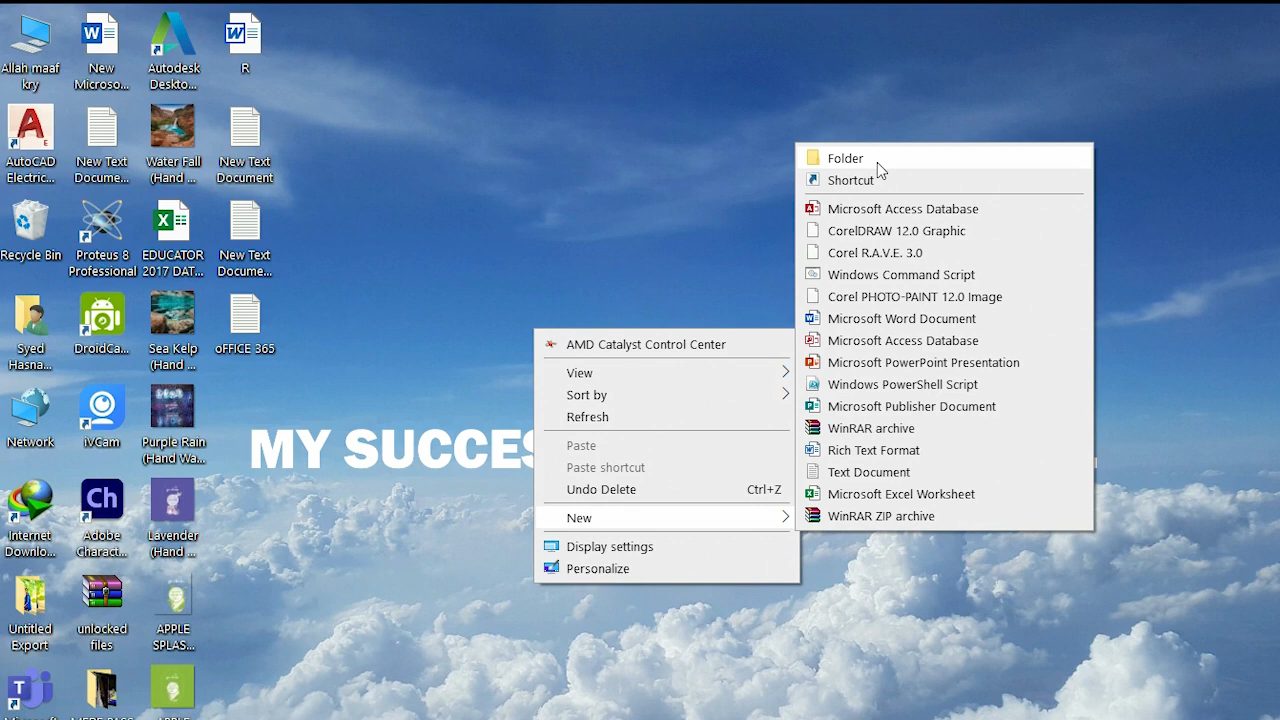 Allah maaf
kry
New
Microso...
Autodesk
Deskto...
R
AutoCAD
Electric...
New Text
Docume...
Water Fall
(Hand ...
New Text
Document
Recycle Bin
Proteus 8
Professional
EDUCATOR
2017 DAT...
New Text
Docume...
Syed
Hasna...
DroidCa...
Sea Kelp
(Hand ...
oFFICE 365
Network
iVCam
Purple Rain
(Hand Wa...
Internet
Downlo...
Ch
Adobe
Charact...
Lavender
(Hand ...
Untitled
Export
unlocked
files
APPLE
SPLAS...
MY SUCCES
AMD Catalyst Control Center
View
Sort by
Refresh
Paste
Paste shortcut
Undo Delete Ctrl+Z
New
Display settings
Personalize
Folder
Shortcut
Microsoft Access Database
CorelDRAW 12.0 Graphic
Corel R.A.V.E. 3.0
Windows Command Script
Corel PHOTO-PAINT 12.0 Image
Microsoft Word Document
Microsoft Access Database
Microsoft PowerPoint Presentation
Windows PowerShell Script
Microsoft Publisher Document
WinRAR archive
Rich Text Format
Text Document
Microsoft Excel Worksheet
WinRAR ZIP archive